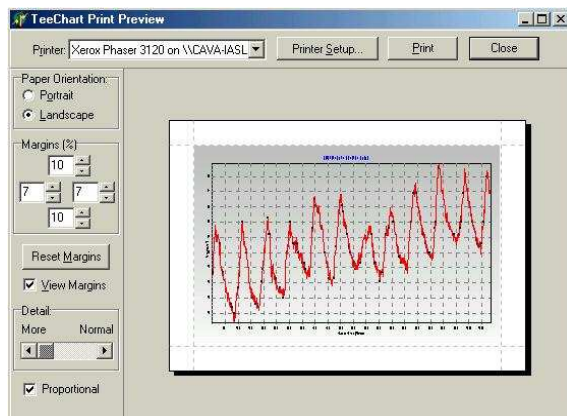 TeeChart Print Preview
Printer: Xerox Phaser 3120 on \\CAVA-IASL
Printer Setup...
Print
Close
Paper Orientation:
Portrait
Landscape
Margins (%)
10
7 7
10
Reset Margins
View Margins
Detail:
More Normal
Proportional